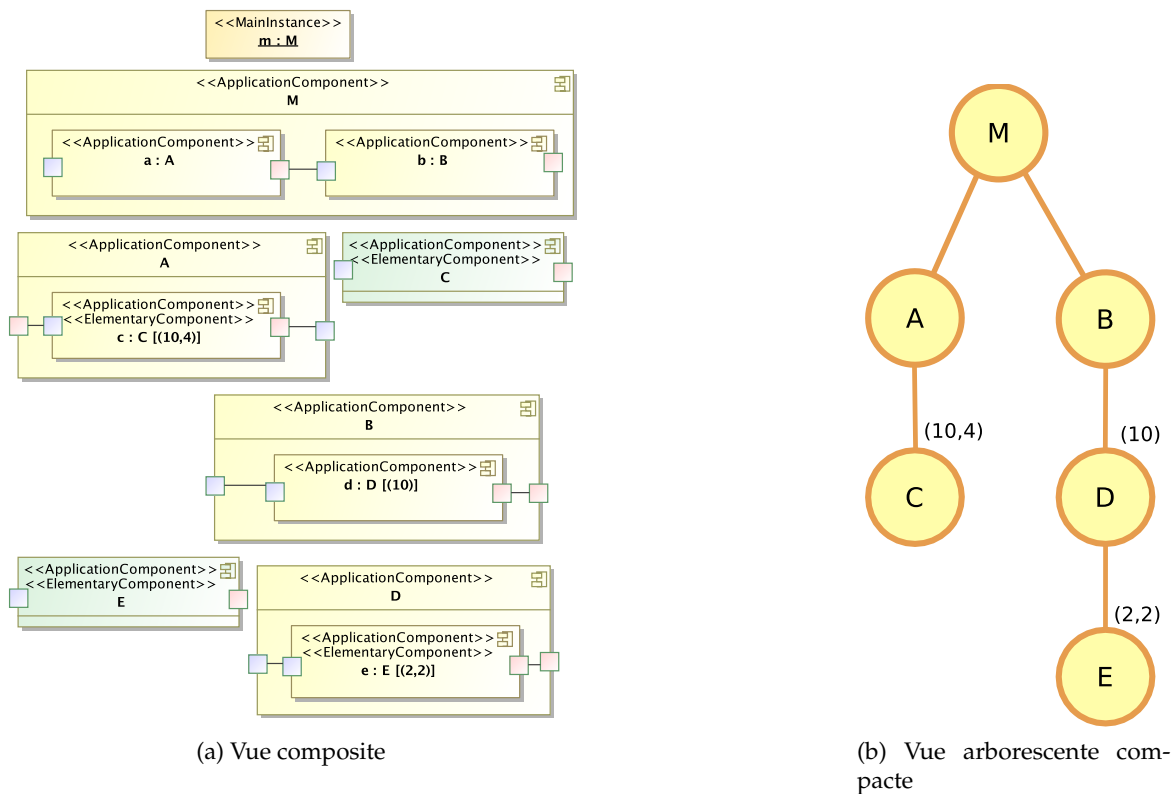 <<MainInstance>>
m : M
<<ApplicationComponent>>
M
<<ApplicationComponent>>
a : A
<<ApplicationComponent>>
b : B
<<ApplicationComponent>>
A
<<ApplicationComponent>>
<<ElementaryComponent>>
c : C [(10,4)]
<<ApplicationComponent>>
<<ElementaryComponent>>
C
<<ApplicationComponent>>
B
<<ApplicationComponent>>
d : D [(10)]
<<ApplicationComponent>>
<<ElementaryComponent>>
E
<<ApplicationComponent>>
D
<<ApplicationComponent>>
<<ElementaryComponent>>
e : E [(2,2)]
(a) Vue composite
M
A
B
(10,4)
(10)
C
D
(2,2)
E
(b) Vue arborescente com-
pacte